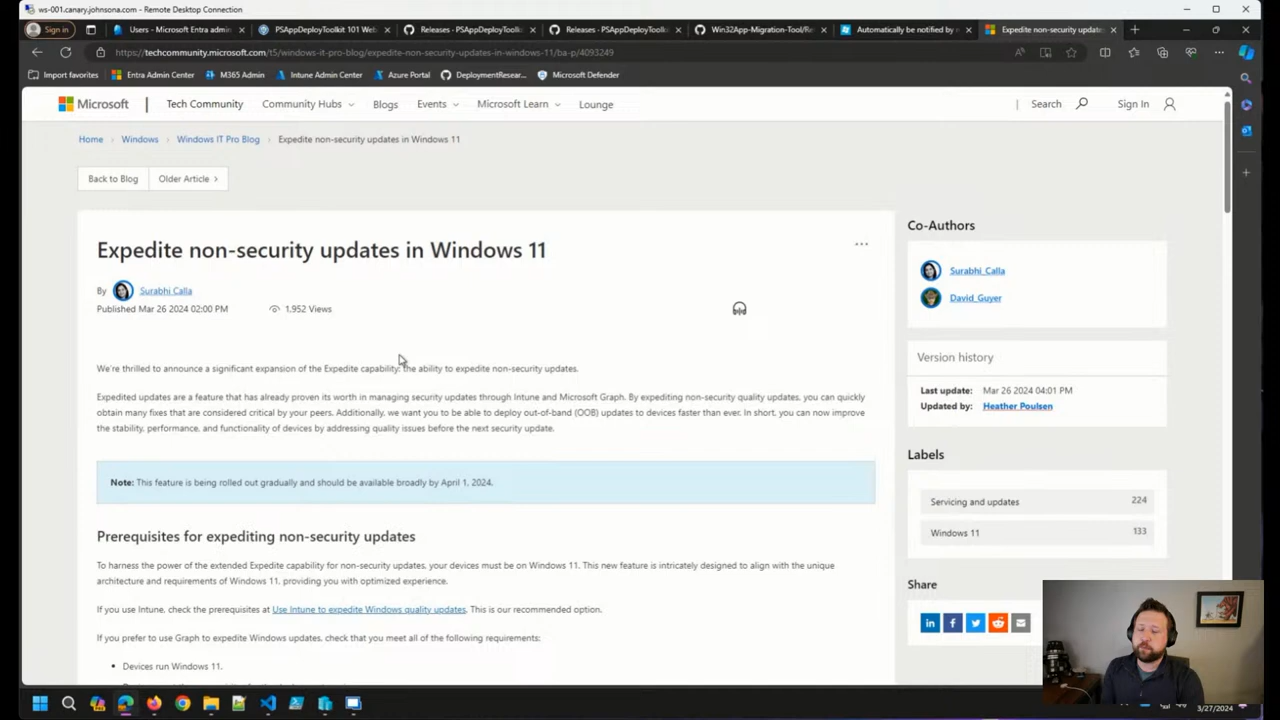 ws-001.canary.johnsona.com - Remote Desktop Connection
Sign in
Users - Microsoft Entra admin
PSAppDeployToolkit 101 Web
Releases - PSAppDeployToolk
Releases - PSAppDeployToolk
Win32App-Migration-Tool/Re
Automatically be notified by
Expedite non-security updates
https://techcommunity.microsoft.com/t5/windows-it-pro-blog/expedite-non-security-updates-in-windows-11/ba-p/4093249
Import favorites
Entra Admin Center
M365 Admin
Intune Admin Center
Azure Portal
DeploymentResear...
Microsoft Defender
Microsoft
Tech Community
Community Hubs
Blogs
Events
Microsoft Learn
Lounge
Search
Sign In
Home > Windows > Windows IT Pro Blog > Expedite non-security updates in Windows 11
Back to Blog
Older Article >
Expedite non-security updates in Windows 11
By Surabhi Calla
Published Mar 26 2024 02:00 PM
1,952 Views
We're thrilled to announce a significant expansion of the Expedite capability: the ability to expedite non-security updates.
Expedited updates are a feature that has already proven its worth in managing security updates through Intune and Microsoft Graph. By expediting non-security quality updates, you can quickly
obtain many fixes that are considered critical by your peers. Additionally, we want you to be able to deploy out-of-band (OOB) updates to devices faster than ever. In short, you can now improve
the stability, performance, and functionality of devices by addressing quality issues before the next security update.
Note: This feature is being rolled out gradually and should be available broadly by April 1, 2024.
Prerequisites for expediting non-security updates
To harness the power of the extended Expedite capability for non-security updates, your devices must be on Windows 11. This new feature is intricately designed to align with the unique
architecture and requirements of Windows 11, providing you with optimized experience.
If you use Intune, check the prerequisites at Use Intune to expedite Windows quality updates. This is our recommended option.
If you prefer to use Graph to expedite Windows updates, check that you meet all of the following requirements:
• Devices run Windows 11.
Co-Authors
Surabhi_Calla
David_Guyer
Version history
Last update: Mar 26 2024 04:01 PM
Updated by: Heather Poulsen
Labels
Servicing and updates 224
Windows 11 133
Share
3/27/2024